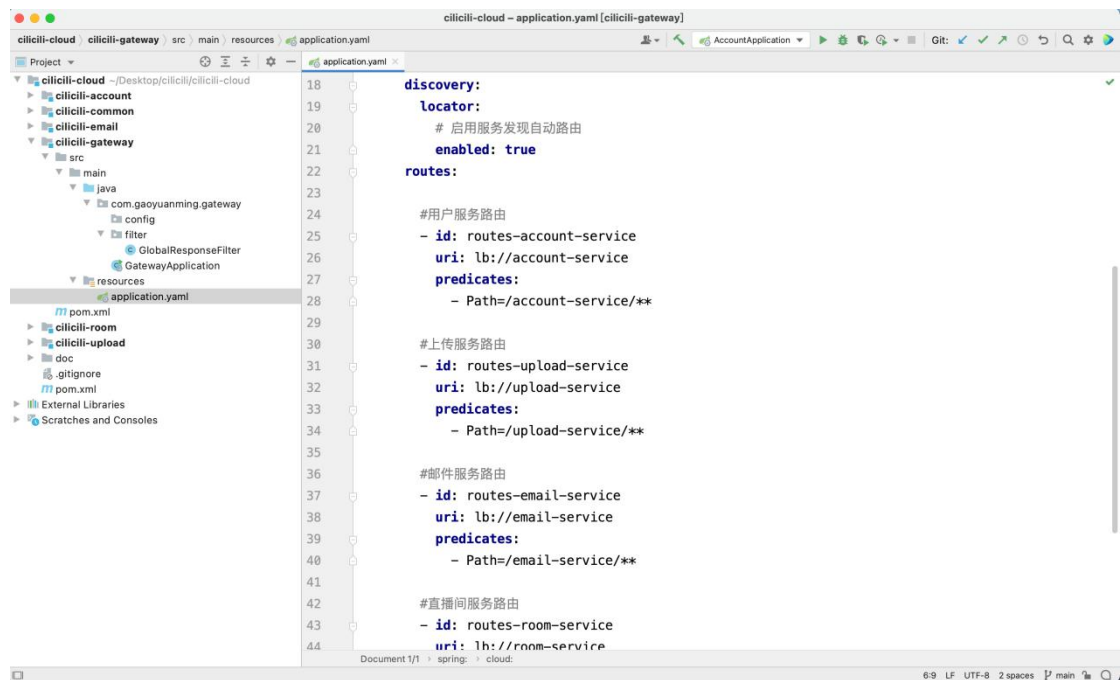 cilicili-cloud – application.yaml [cilicili-gateway]
cilicili-cloud cilicili-gateway src main resources application.yaml
AccountApplication
Git:
Project
application.yaml
cilicili-cloud ~/Desktop/cilicili/cilicili-cloud
cilicili-account
cilicili-common
cilicili-email
cilicili-gateway
src
main
java
com.gaoyuanming.gateway
config
filter
GlobalResponseFilter
GatewayApplication
resources
application.yaml
pom.xml
cilicili-room
cilicili-upload
doc
.gitignore
pom.xml
External Libraries
Scratches and Consoles
18 discovery:
19 locator:
20 # 启用服务发现自动路由
21 enabled: true
22 routes:
23
24 #用户服务路由
25 - id: routes-account-service
26 uri: lb://account-service
27 predicates:
28 - Path=/account-service/**
29
30 #上传服务路由
31 - id: routes-upload-service
32 uri: lb://upload-service
33 predicates:
34 - Path=/upload-service/**
35
36 #邮件服务路由
37 - id: routes-email-service
38 uri: lb://email-service
39 predicates:
40 - Path=/email-service/**
41
42 #直播间服务路由
43 - id: routes-room-service
44 uri: lb://room-service
Document 1/1 spring: cloud:
6:9 LF UTF-8 2 spaces main